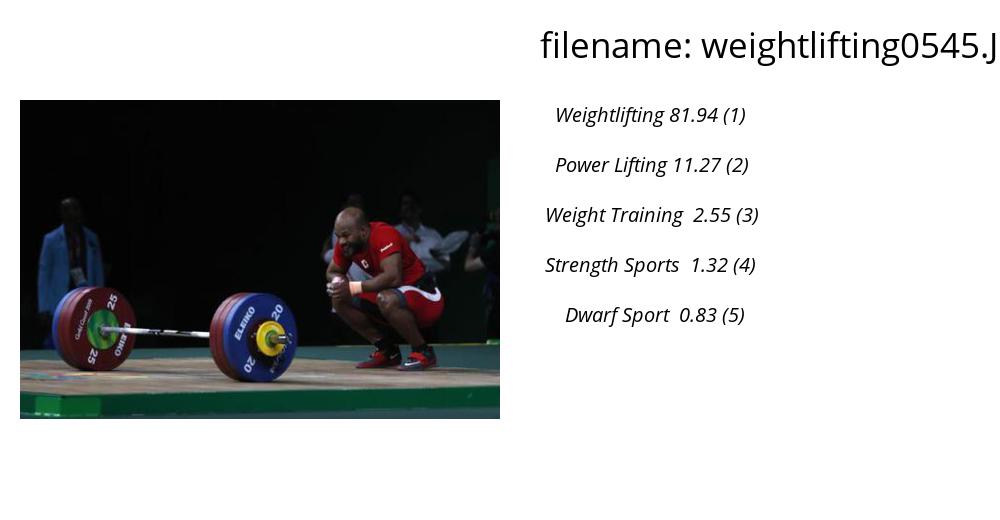 filename: weightlifting0545.J
Weightlifting 81.94 (1)
Power Lifting 11.27 (2)
Weight Training 2.55 (3)
Strength Sports 1.32 (4)
Dwarf Sport 0.83 (5)
25
ELEIKO
25
20
ELEIKO
20